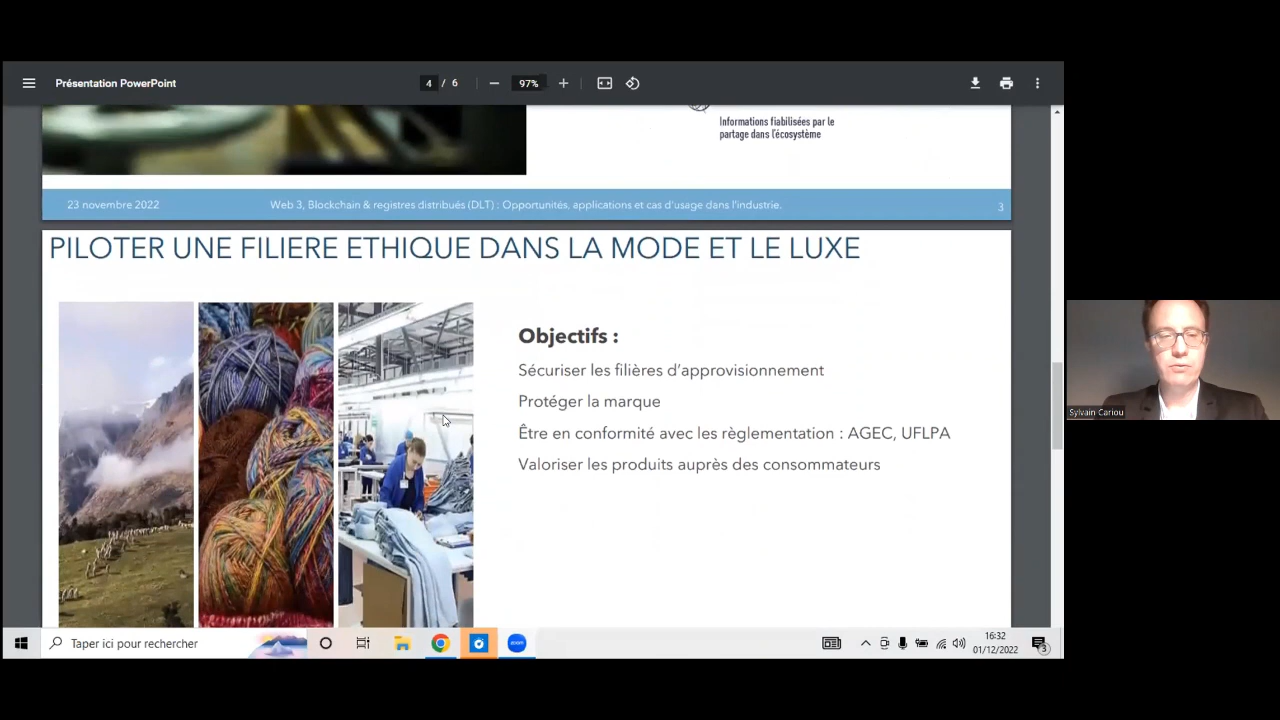 Présentation PowerPoint
4 / 6
97%
Informations fiabilisées par le
partage dans l'écosystème
23 novembre 2022
Web 3, Blockchain & registres distribués (DLT) : Opportunités, applications et cas d'usage dans l'industrie.
3
PILOTER UNE FILIERE ETHIQUE DANS LA MODE ET LE LUXE
Objectifs :
Sécuriser les filières d'approvisionnement
Protéger la marque
Être en conformité avec les règlementation : AGEC, UFLPA
Valoriser les produits auprès des consommateurs
Sylvain Cariou
Taper ici pour rechercher
zoom
16:32
01/12/2022
3